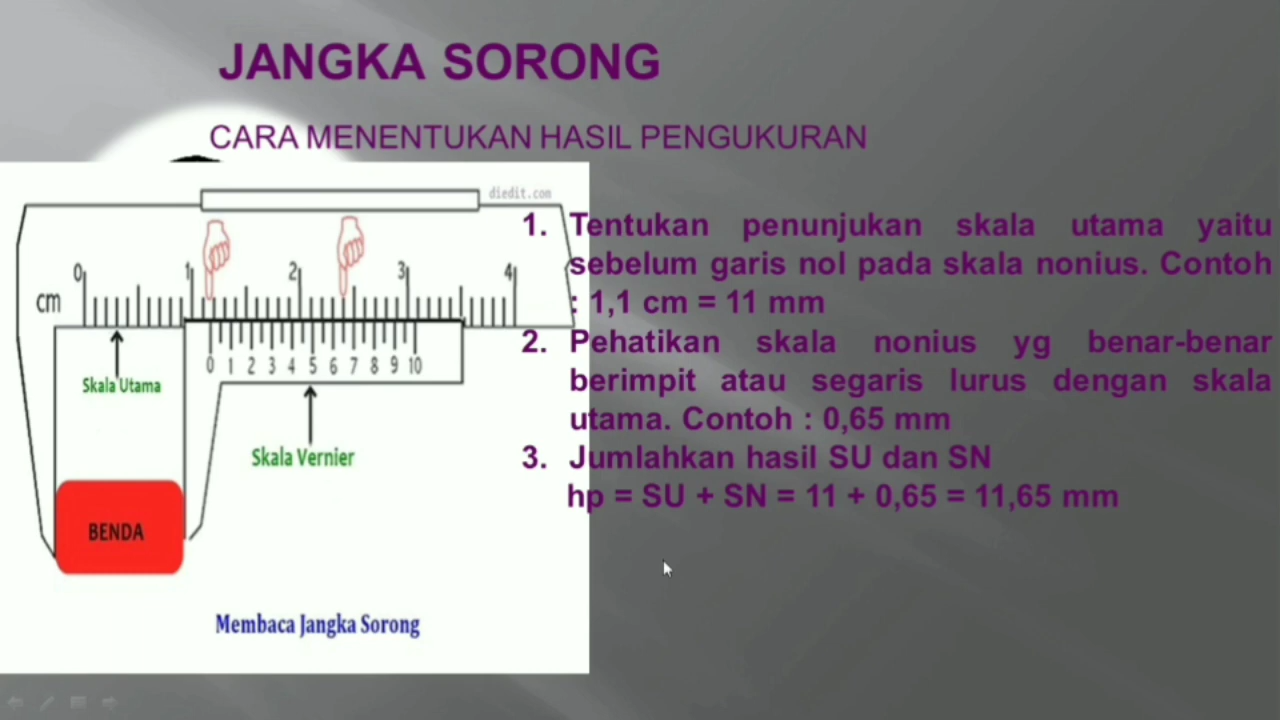 JANGKA SORONG
CARA MENENTUKAN HASIL PENGUKURAN
diedit.com
0 1 2 3 4
cm
0 1 2 3 4 5 6 7 8 9 10
Skala Utama
Skala Vernier
BENDA
Membaca Jangka Sorong
1. Tentukan penunjukan skala utama yaitu
sebelum garis nol pada skala nonius. Contoh
: 1,1 cm = 11 mm
2. Pehatikan skala nonius yg benar-benar
berimpit atau segaris lurus dengan skala
utama. Contoh : 0,65 mm
3. Jumlahkan hasil SU dan SN
hp = SU + SN = 11 + 0,65 = 11,65 mm